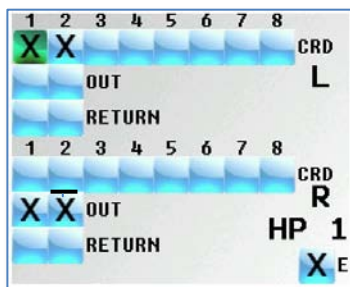 1 2 3 4 5 6 7 8
X X CRD
L
OUT
RETURN
1 2 3 4 5 6 7 8
CRD
R
X X OUT
HP 1
RETURN
X E